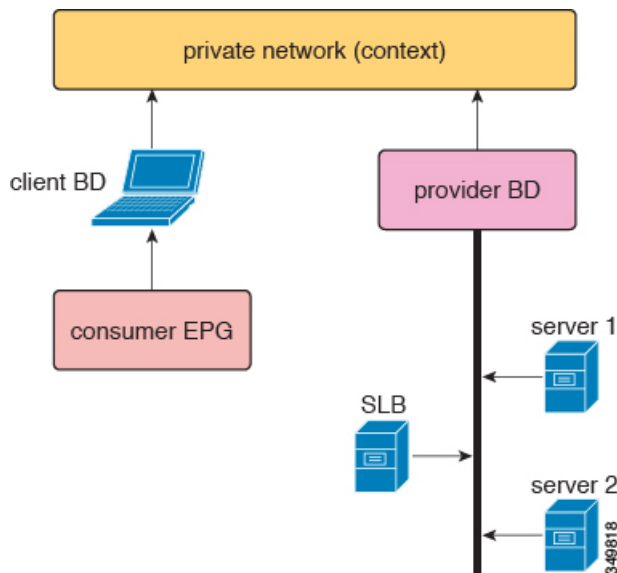 private network (context)
client BD
provider BD
consumer EPG
server 1
SLB
server 2
349818